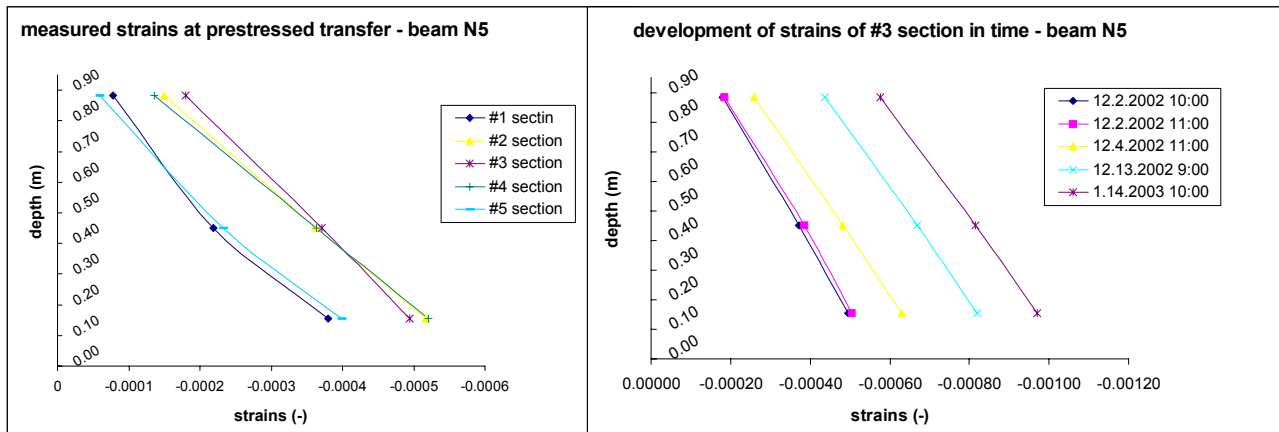 measured strains at prestressed transfer - beam N5
depth (m)
0.90
0.80
0.70
0.60
0.50
0.40
0.30
0.20
0.10
0.00
0 -0.0001 -0.0002 -0.0003 -0.0004 -0.0005 -0.0006
strains (-)
#1 sectin
#2 section
#3 section
#4 section
#5 section
development of strains of #3 section in time - beam N5
depth (m)
0.90
0.80
0.70
0.60
0.50
0.40
0.30
0.20
0.10
0.00
0.00000 -0.00020 -0.00040 -0.00060 -0.00080 -0.00100 -0.00120
strains (-)
12.2.2002 10:00
12.2.2002 11:00
12.4.2002 11:00
12.13.2002 9:00
1.14.2003 10:00